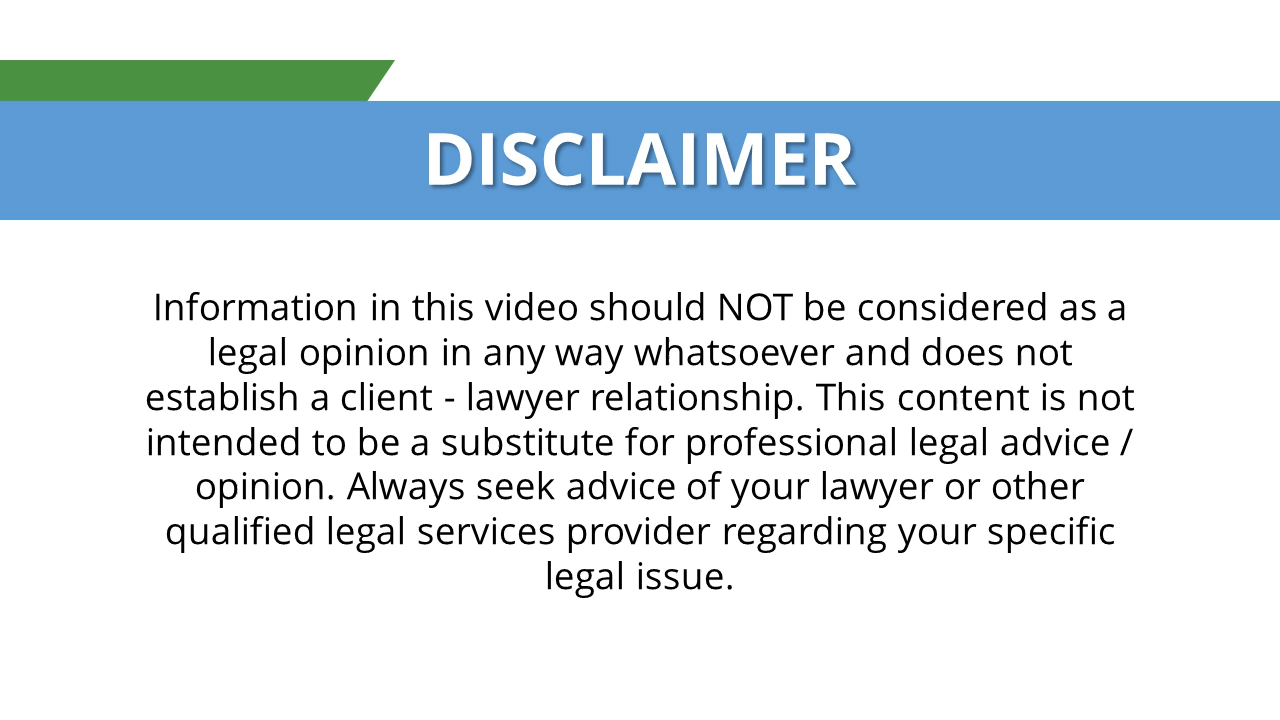 DISCLAIMER
Information in this video should NOT be considered as a
legal opinion in any way whatsoever and does not
establish a client - lawyer relationship. This content is not
intended to be a substitute for professional legal advice /
opinion. Always seek advice of your lawyer or other
qualified legal services provider regarding your specific
legal issue.